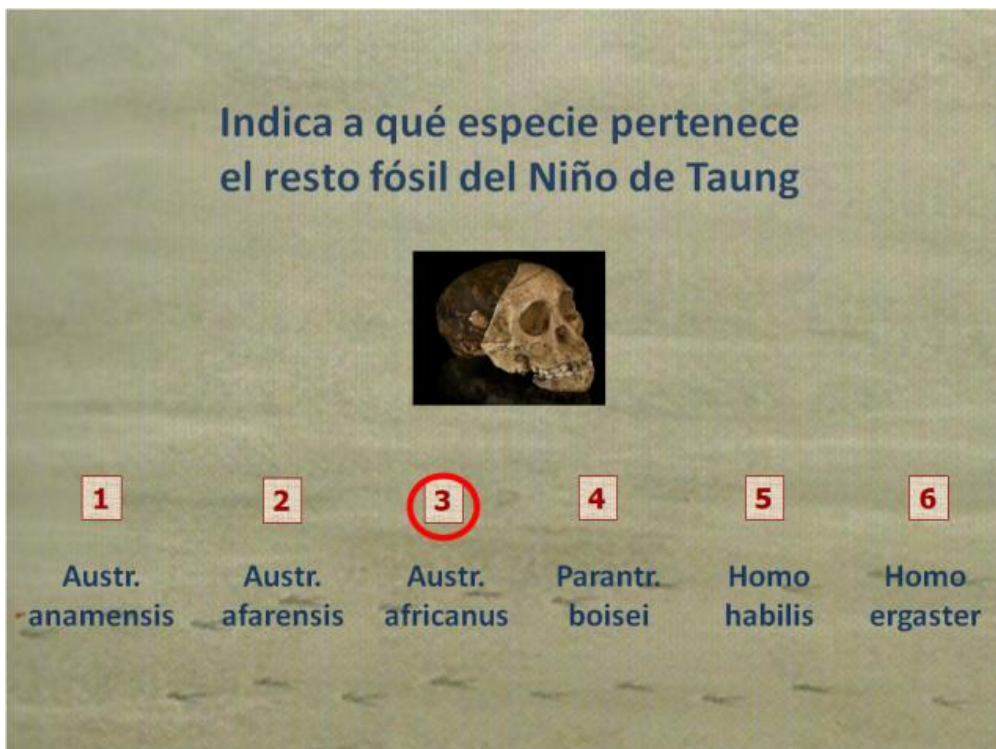 Indica a qué especie pertenece
el resto fósil del Niño de Taung
1 2 3 4 5 6
Austr. Austr. Austr. Parantr. Homo Homo
anamensis afarensis africanus boisei habilis ergaster